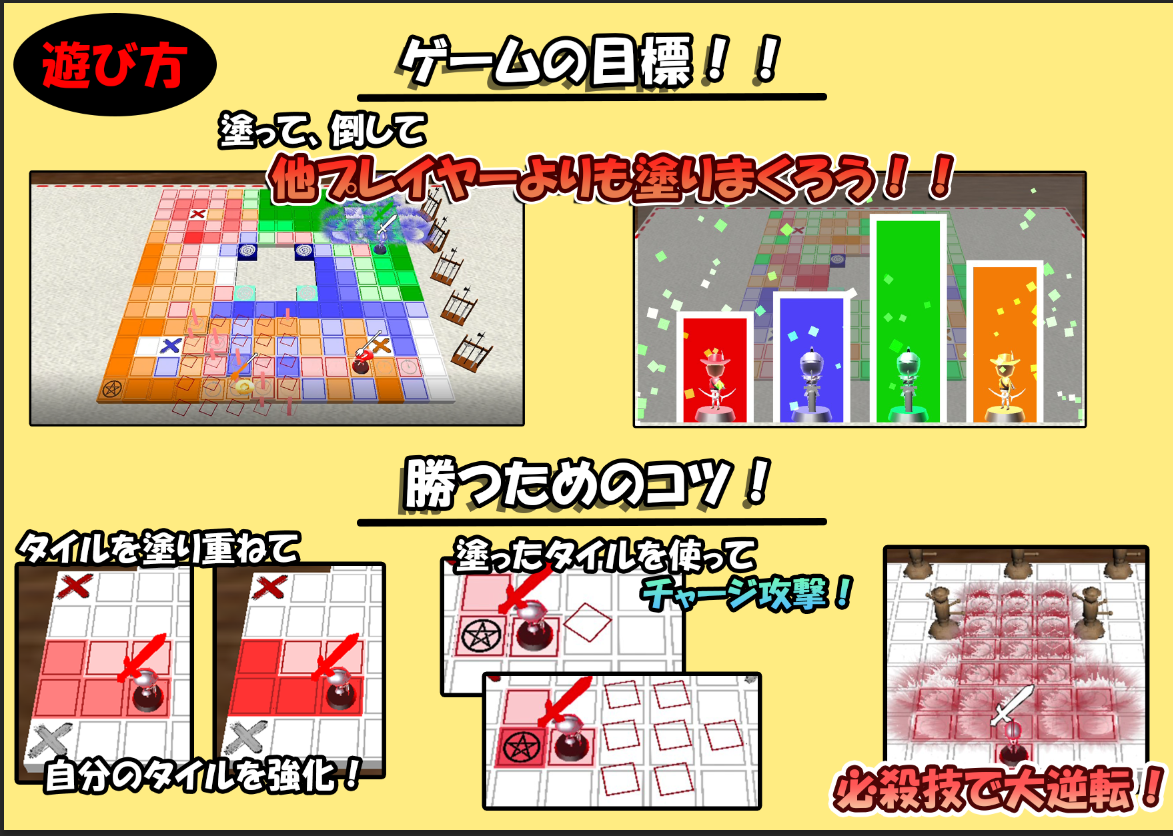 遊び方
ゲームの目標！！
塗って、倒して
他プレイヤーよりも塗りまくろう！！
勝つためのコツ！
タイルを塗り重ねて
自分のタイルを強化！
塗ったタイルを使って
チャージ攻撃！
必殺技で大逆転！